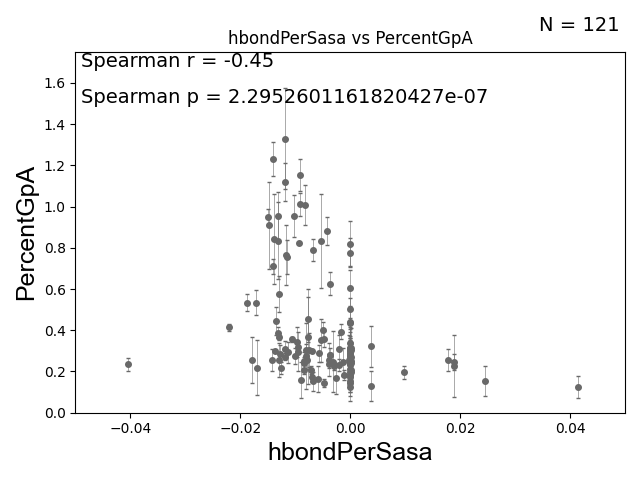 N = 121
hbondPerSasa vs PercentGpA
Spearman r = -0.45
Spearman p = 2.2952601161820427e-07
PercentGpA
1.6
1.4
1.2
1.0
0.8
0.6
0.4
0.2
0.0
−0.04 −0.02 0.00 0.02 0.04
hbondPerSasa